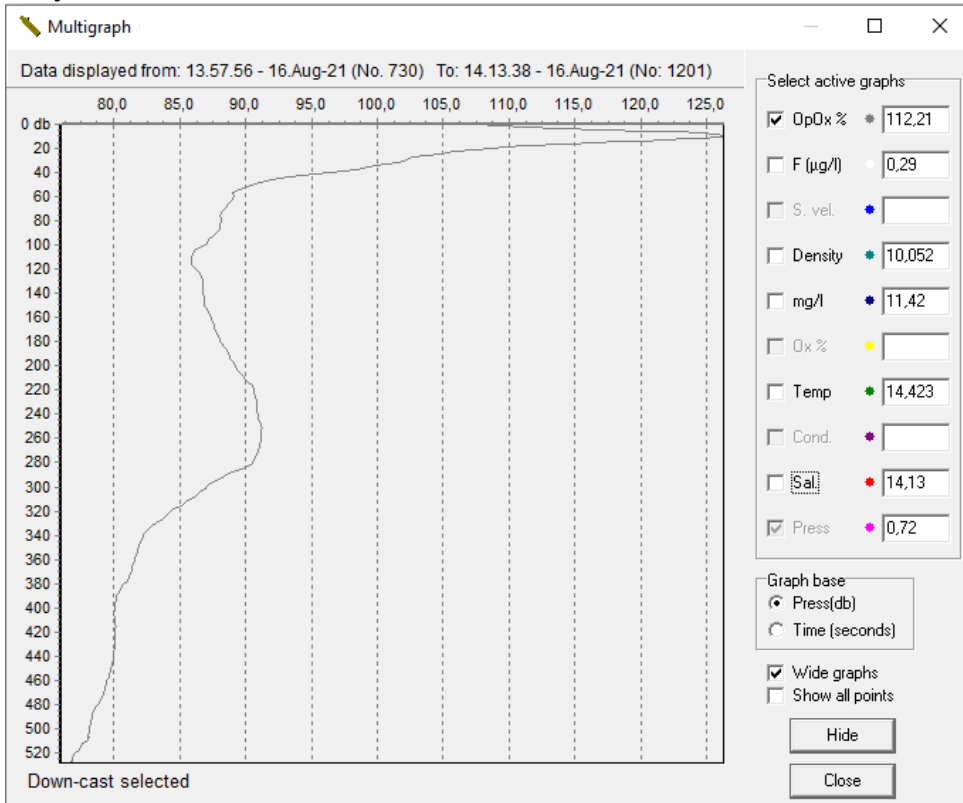 Multigraph
Data displayed from: 13.57.56 - 16.Aug-21 (No. 730) To: 14.13.38 - 16.Aug-21 (No: 1201)
80,0 85,0 90,0 95,0 100,0 105,0 110,0 115,0 120,0 125,0
0 db
20
40
60
80
100
120
140
160
180
200
220
240
260
280
300
320
340
360
380
400
420
440
460
480
500
520
Down-cast selected
Select active graphs
OpOx % 112,21
F (µg/l) 0,29
S. vel.
Density 10,052
mg/l 11,42
Ox %
Temp 14,423
Cond.
Sal. 14,13
Press 0,72
Graph base
Press(db)
Time (seconds)
Wide graphs
Show all points
Hide
Close